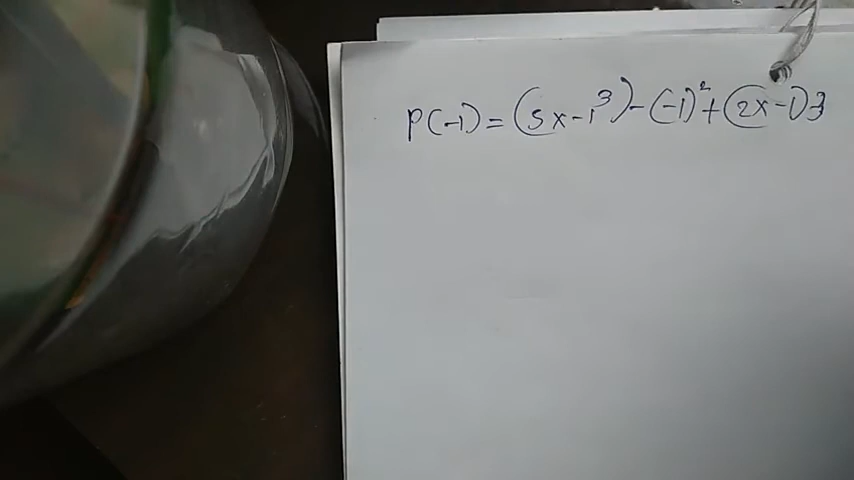 P(-1) = (5x-1³) - (-1)² + (2x-1)3